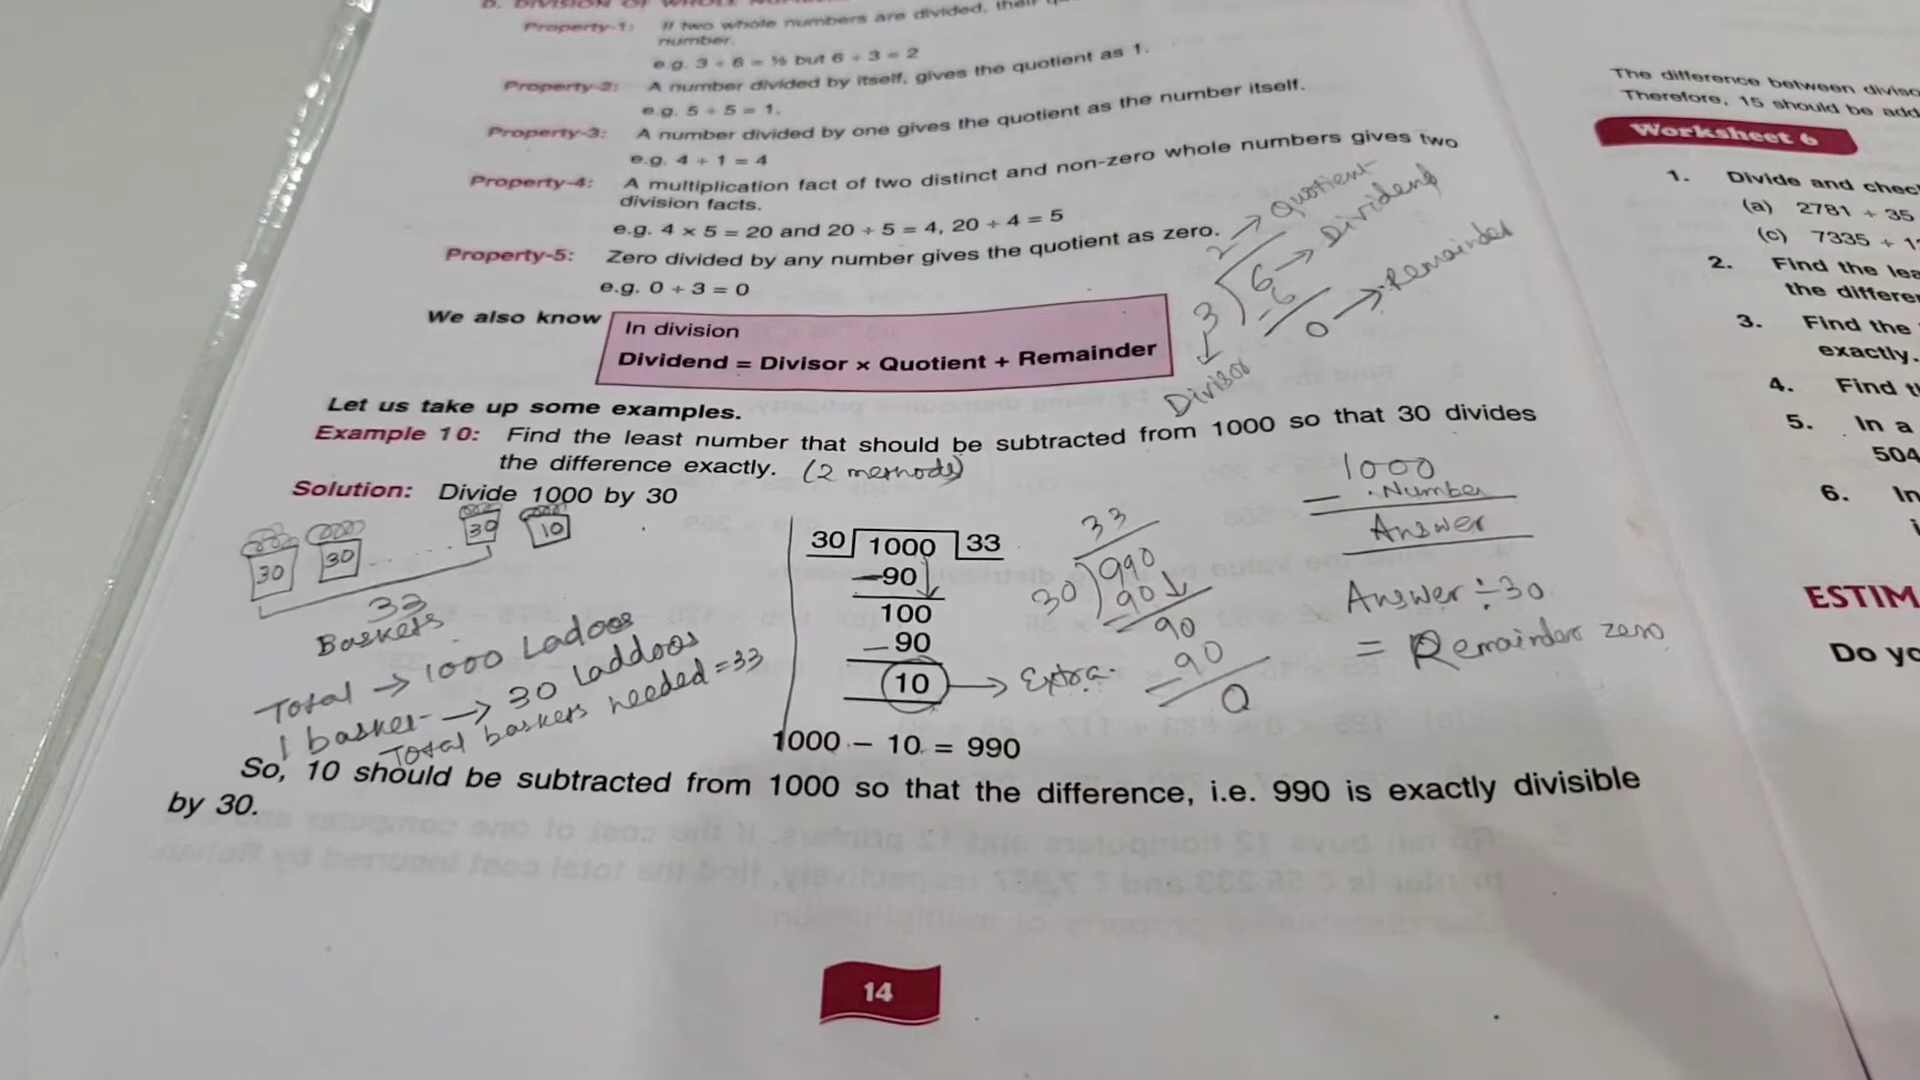 D. DIVISION OF WHOLE
Property-1: If two whole numbers are divided, their
number.
e.g. 3 ÷ 6 = ½ but 6 ÷ 3 = 2
Property-2: A number divided by itself, gives the quotient as 1.
e.g. 5 ÷ 5 = 1.
Property-3: A number divided by one gives the quotient as the number itself.
e.g. 4 ÷ 1 = 4
Property-4: A multiplication fact of two distinct and non-zero whole numbers gives two
division facts.
e.g. 4 × 5 = 20 and 20 ÷ 5 = 4, 20 ÷ 4 = 5
Property-5: Zero divided by any number gives the quotient as zero.
e.g. 0 ÷ 3 = 0
2 → Quotient
3 6 → Dividend
-6
0 → Remainder
Divisor
We also know
In division
Dividend = Divisor × Quotient + Remainder
Let us take up some examples.
Example 10: Find the least number that should be subtracted from 1000 so that 30 divides
the difference exactly. (2 methods)
Solution: Divide 1000 by 30
30 30 ..... 30 10
33
Baskets
Total → 1000 Ladoos
1 basket → 30 Laddoos
Total baskets needed = 33
30 1000 33
-90
100
- 90
10 → Extra
1000 - 10 = 990
33
30 990
90↓
90
- 90
0
1000
- Number
Answer
Answer ÷ 30
= Remainder zero
So, 10 should be subtracted from 1000 so that the difference, i.e. 990 is exactly divisible
by 30.
14
The difference between
Therefore, 15 should be
Worksheet 6
1. Divide and
(a) 2781 ÷ 35
(c) 7335 ÷
2. Find the
the
3. Find the
exactly.
4. Find
5. In a
504
6. In
Do